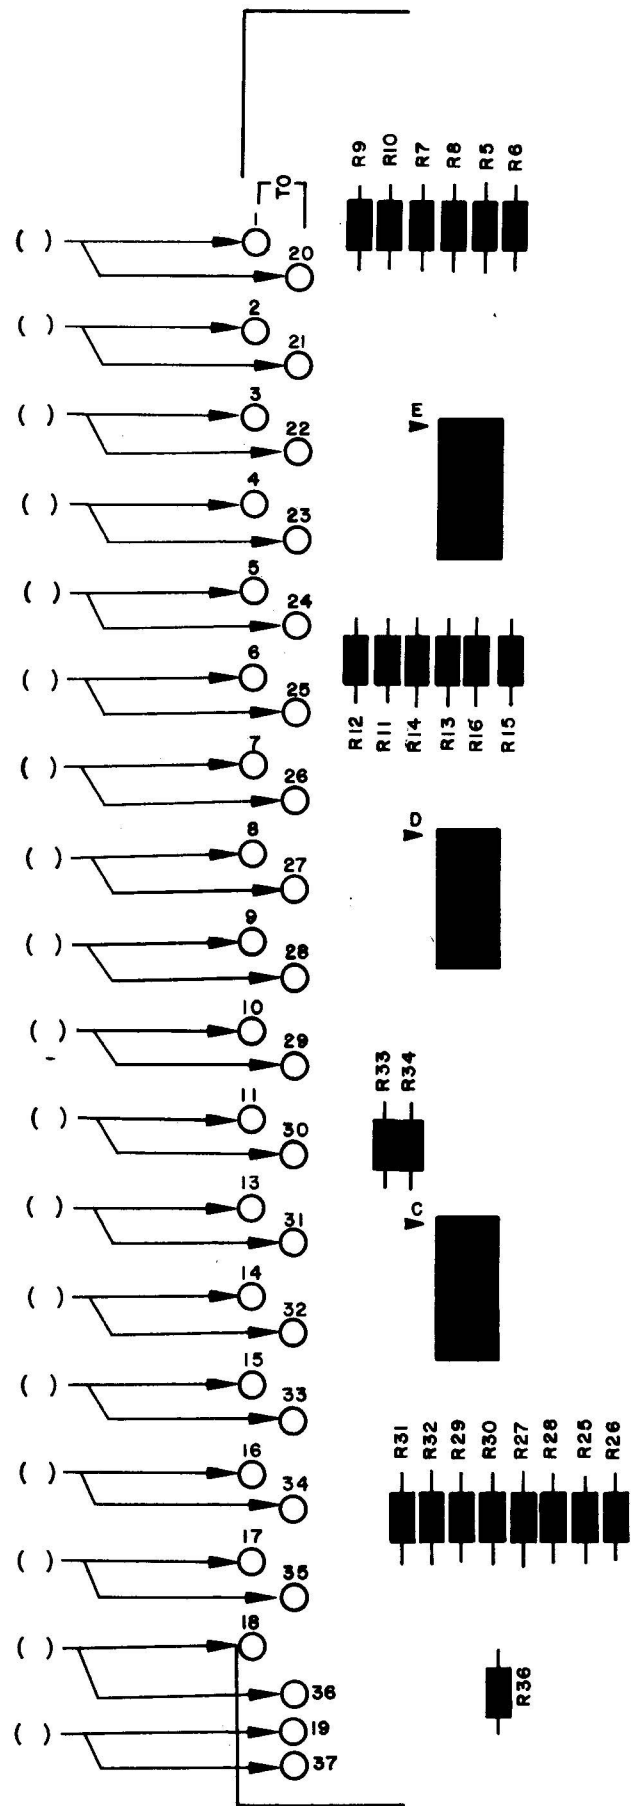 R9 R10 R7 R8 R5 R6
TO
( ) 1
20
( ) 2
21
( ) 3
22
E
( ) 4
23
( ) 5
24
( ) 6
25
R12 R11 R14 R13 R16 R15
( ) 7
26
D
( ) 8
27
( ) 9
28
( ) 10
29
R33 R34
( ) 11
30
( ) 13
31
C
( ) 14
32
( ) 15
33
R31 R32 R29 R30 R27 R28 R25 R26
( ) 16
34
( ) 17
35
( ) 18
36
R36
( ) 19
37